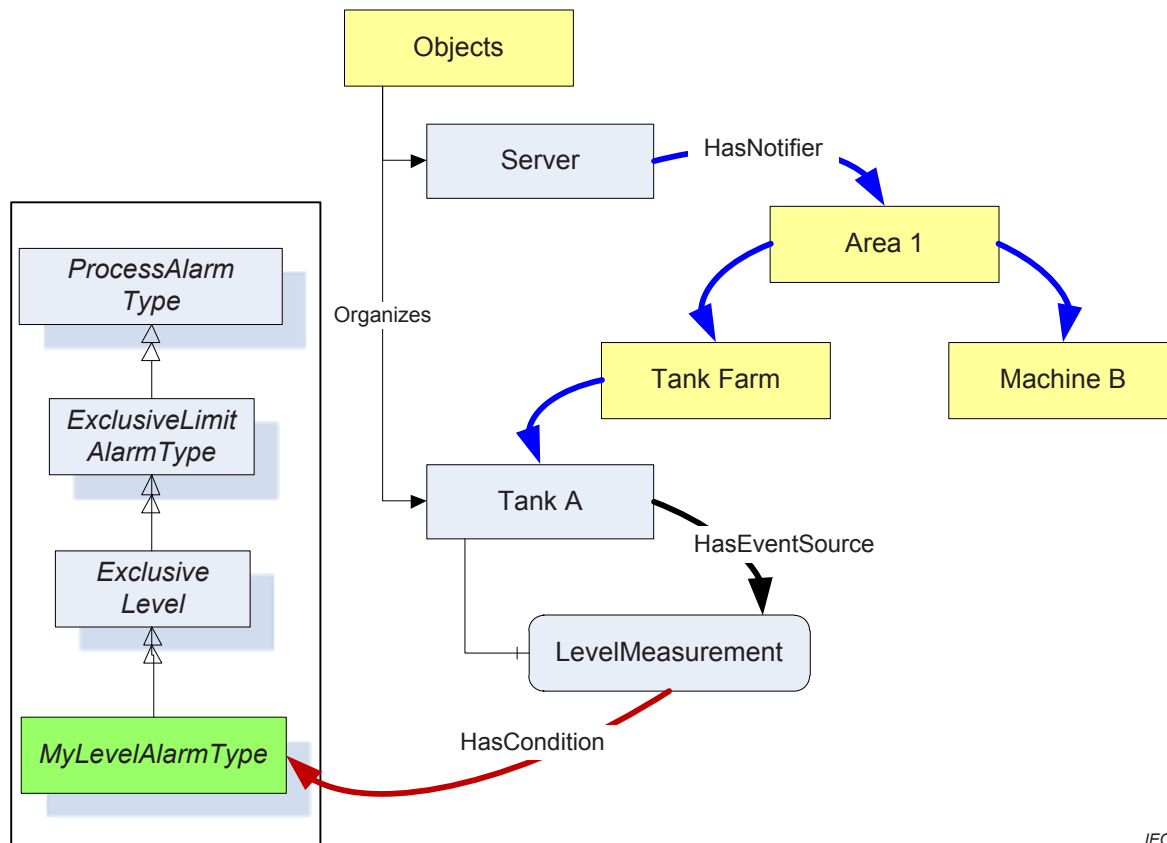 Objects
Server
HasNotifier
Area 1
ProcessAlarm
Type
Organizes
Tank Farm
Machine B
ExclusiveLimit
AlarmType
Tank A
HasEventSource
Exclusive
Level
LevelMeasurement
MyLevelAlarmType
HasCondition
IEC